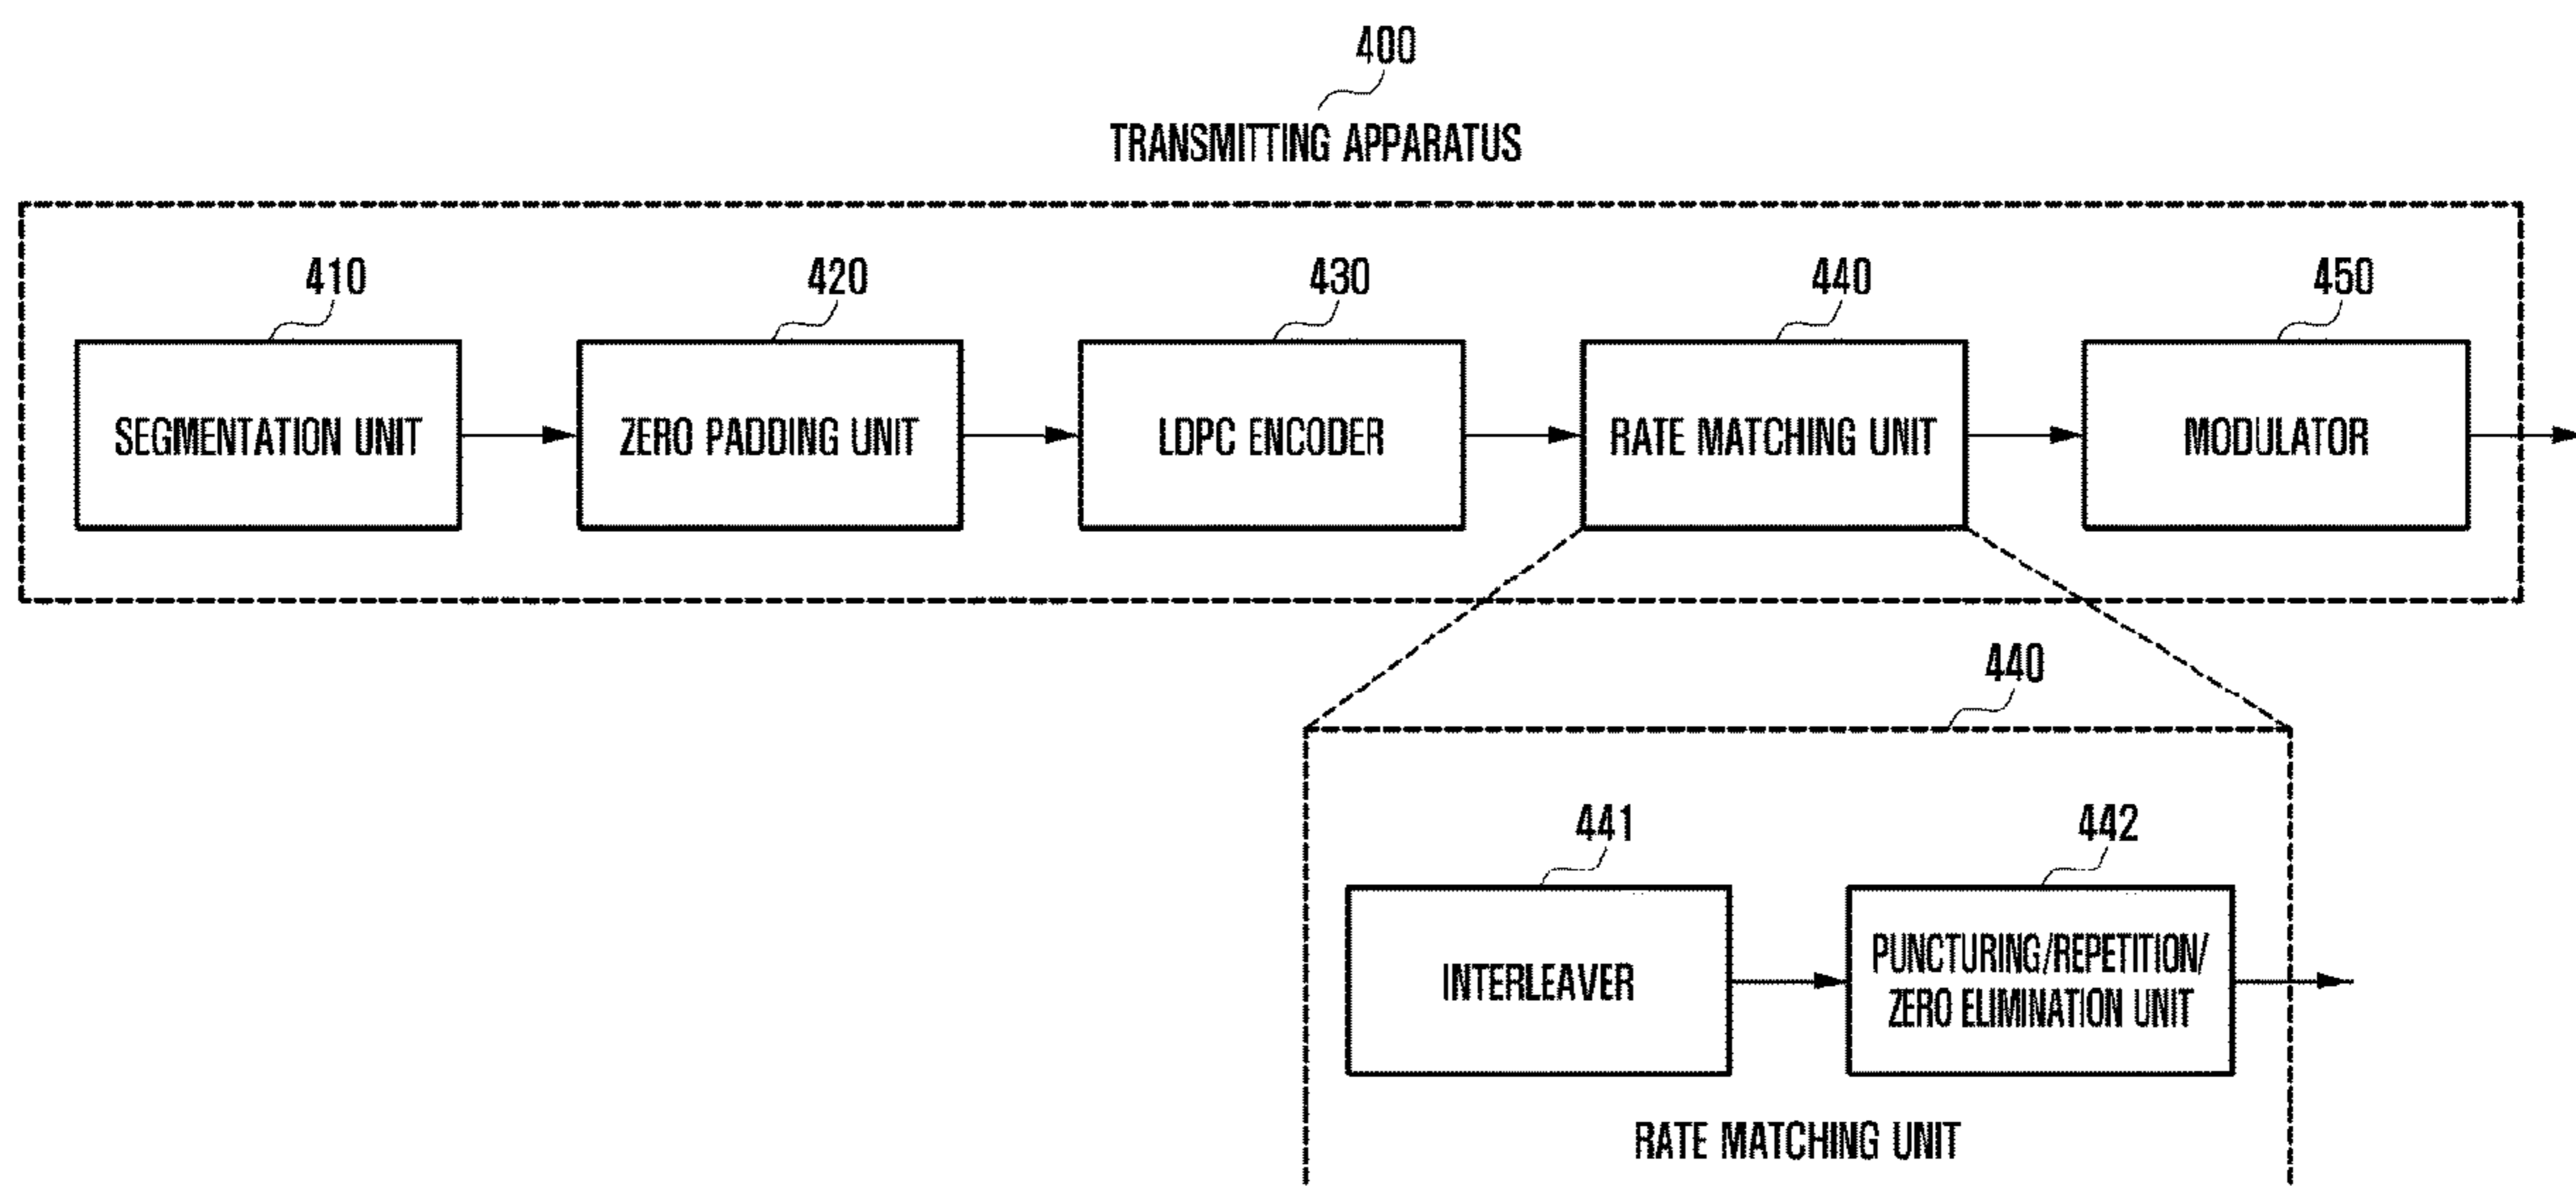 400
TRANSMITTING APPARATUS
410
420
430
440
450
SEGMENTATION UNIT
ZERO PADDING UNIT
LDPC ENCODER
RATE MATCHING UNIT
MODULATOR
440
441
442
INTERLEAVER
PUNCTURING/REPETITION/
ZERO ELIMINATION UNIT
RATE MATCHING UNIT